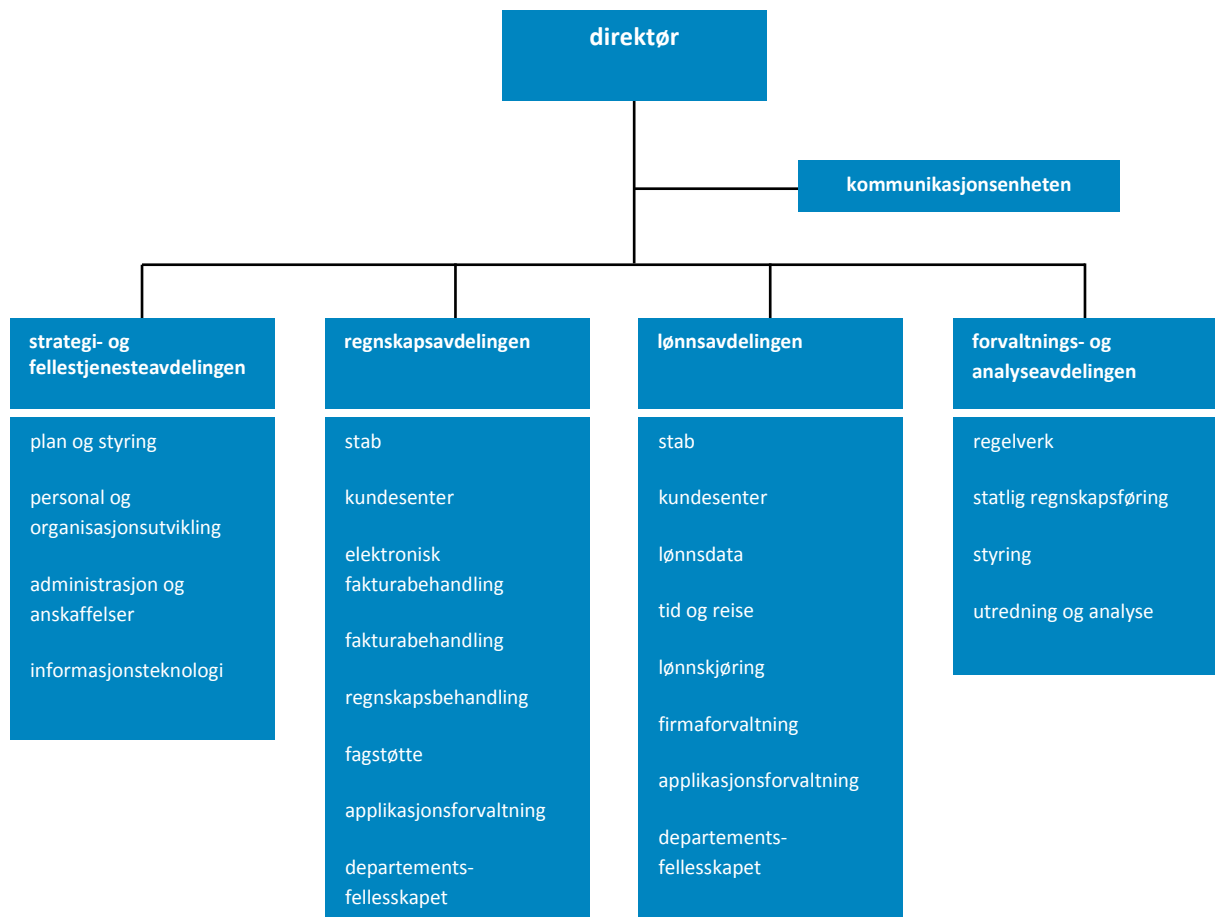 direktør
kommunikasjonsenheten
strategi- og
fellestjenesteavdelingen
plan og styring
personal og
organisasjonsutvikling
administrasjon og
anskaffelser
informasjonsteknologi
regnskapsavdelingen
stab
kundesenter
elektronisk
fakturabehandling
fakturabehandling
regnskapsbehandling
fagstøtte
applikasjonsforvaltning
departements-
fellesskapet
lønnsavdelingen
stab
kundesenter
lønnsdata
tid og reise
lønnskjøring
firmaforvaltning
applikasjonsforvaltning
departements-
fellesskapet
forvaltnings- og
analyseavdelingen
regelverk
statlig regnskapsføring
styring
utredning og analyse